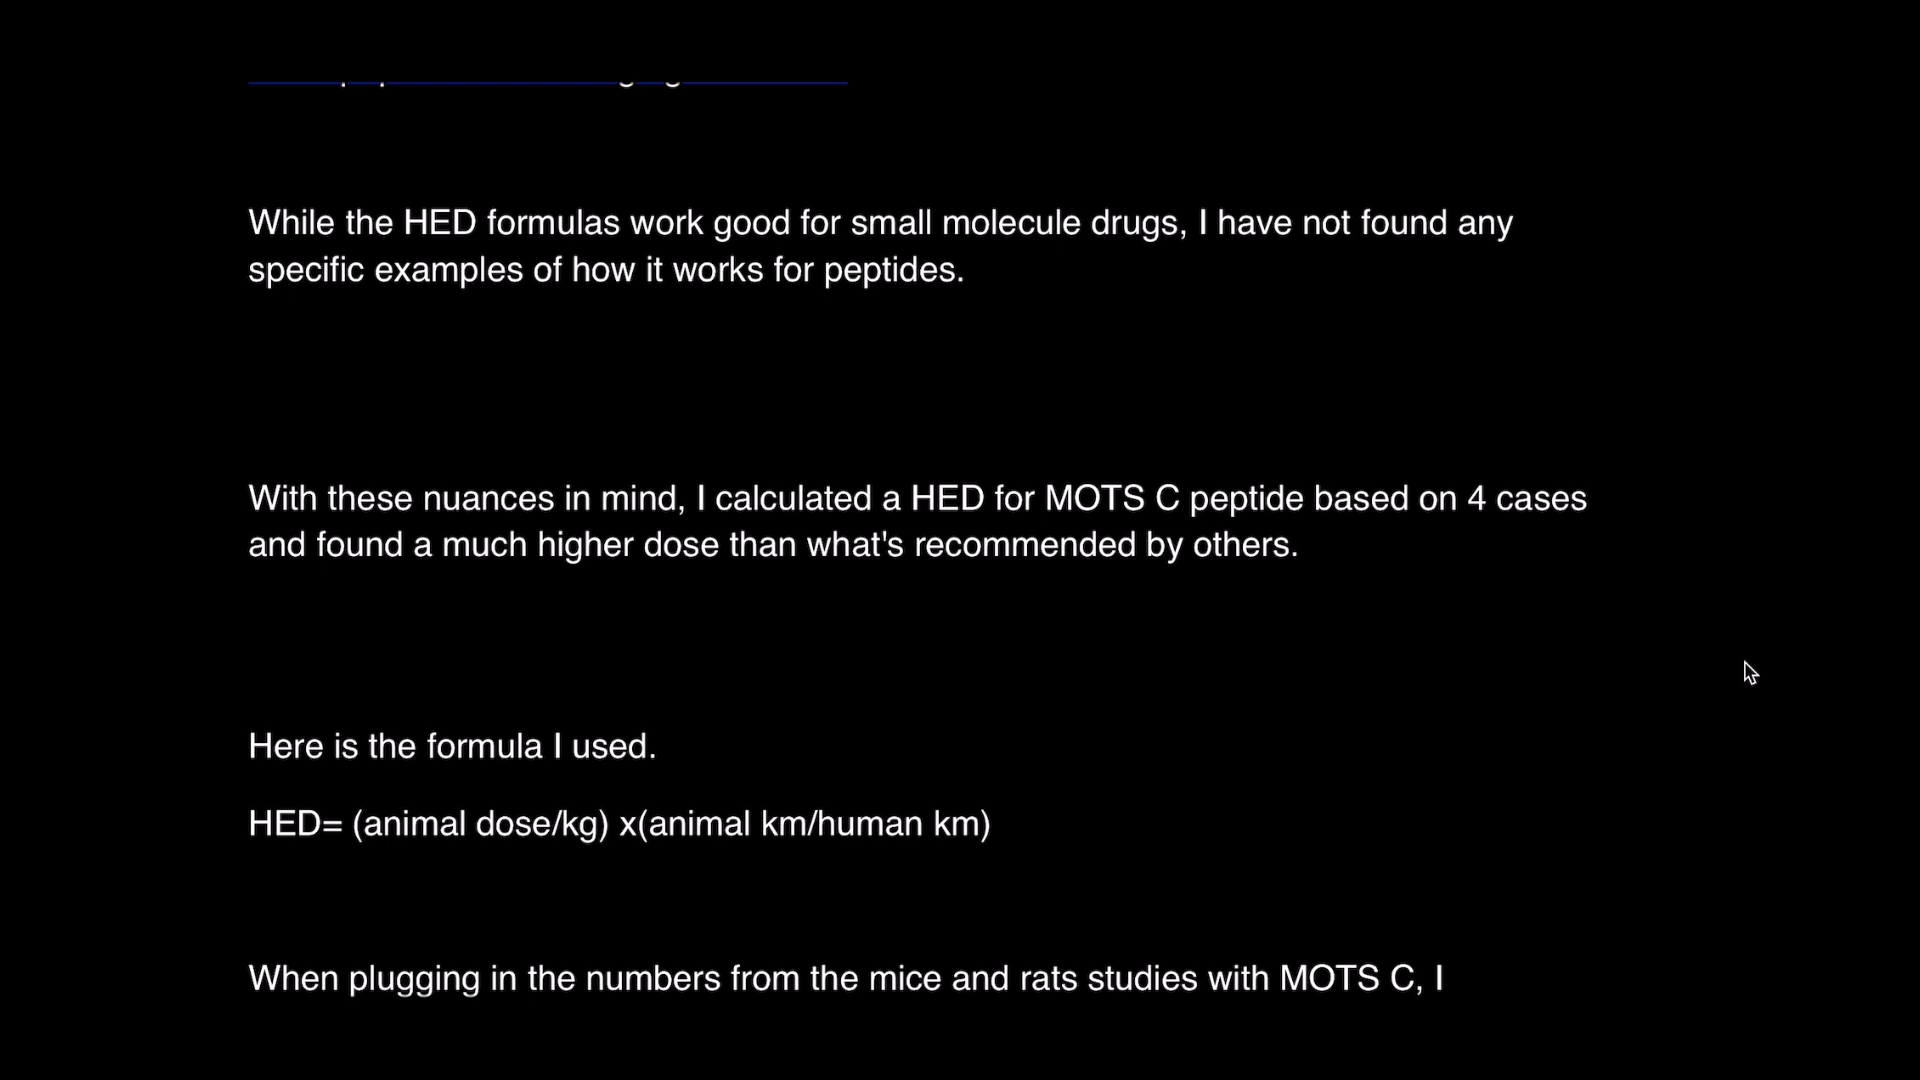 While the HED formulas work good for small molecule drugs, I have not found any
specific examples of how it works for peptides.
With these nuances in mind, I calculated a HED for MOTS C peptide based on 4 cases
and found a much higher dose than what's recommended by others.
Here is the formula I used.
HED= (animal dose/kg) x(animal km/human km)
When plugging in the numbers from the mice and rats studies with MOTS C, I